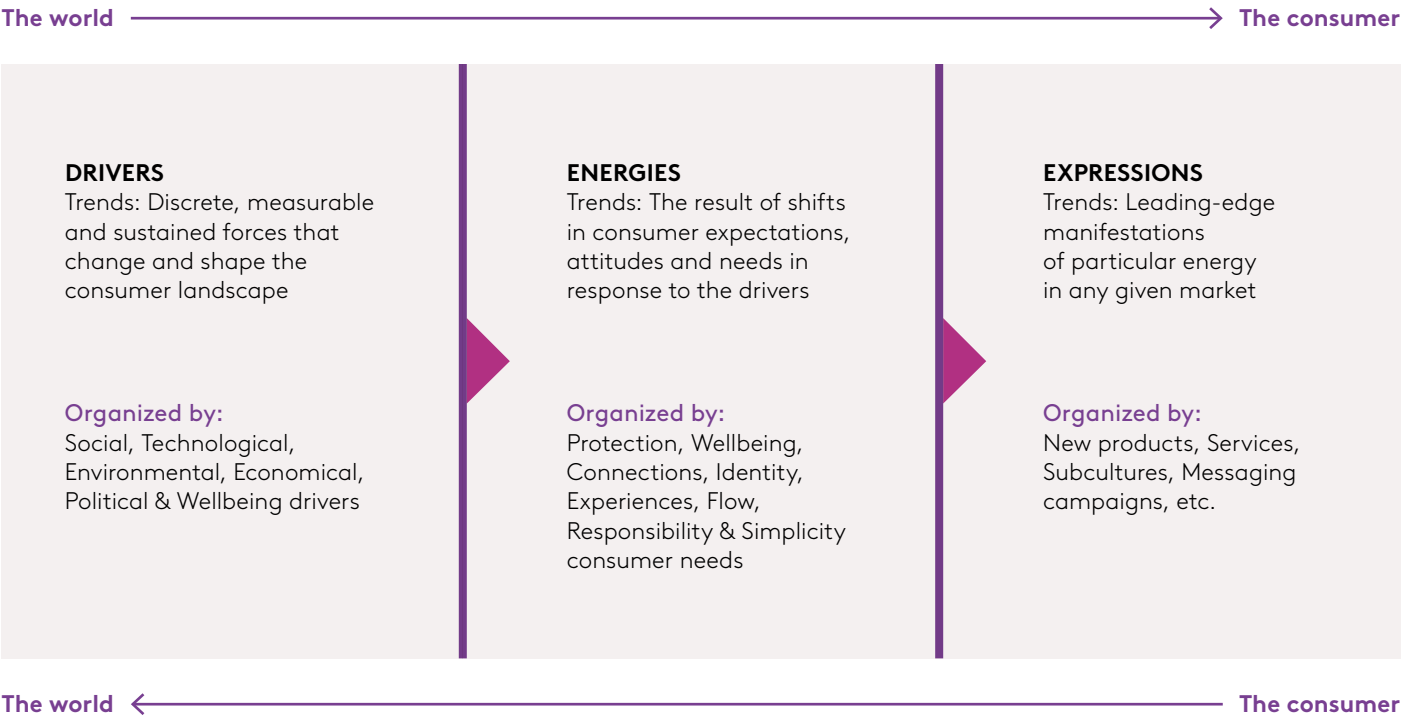 The world
The consumer
DRIVERS
Trends: Discrete, measurable
and sustained forces that
change and shape the
consumer landscape
Organized by:
Social, Technological,
Environmental, Economical,
Political & Wellbeing drivers
ENERGIES
Trends: The result of shifts
in consumer expectations,
attitudes and needs in
response to the drivers
Organized by:
Protection, Wellbeing,
Connections, Identity,
Experiences, Flow,
Responsibility & Simplicity
consumer needs
EXPRESSIONS
Trends: Leading-edge
manifestations
of particular energy
in any given market
Organized by:
New products, Services,
Subcultures, Messaging
campaigns, etc.
The world
The consumer